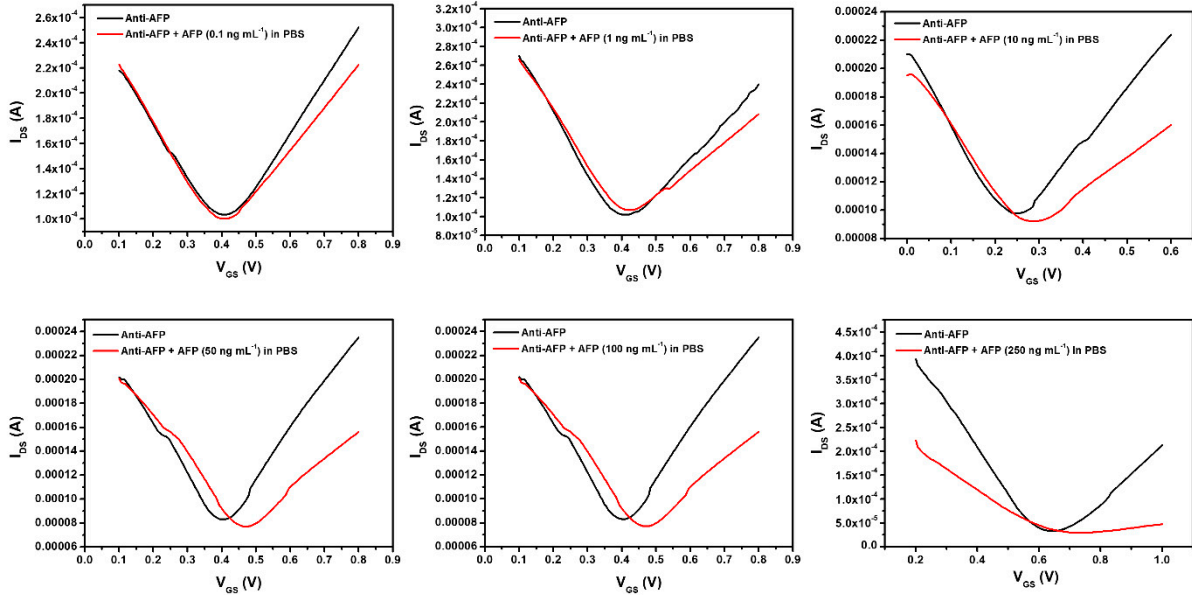 Anti-AFP
Anti-AFP + AFP (0.1 ng mL⁻¹) in PBS
2.6x10⁻⁴
2.4x10⁻⁴
2.2x10⁻⁴
2.0x10⁻⁴
1.8x10⁻⁴
1.6x10⁻⁴
1.4x10⁻⁴
1.2x10⁻⁴
1.0x10⁻⁴
I_DS (A)
0.0 0.1 0.2 0.3 0.4 0.5 0.6 0.7 0.8 0.9
V_GS (V)
Anti-AFP
Anti-AFP + AFP (1 ng mL⁻¹) in PBS
3.0x10⁻⁴
2.8x10⁻⁴
2.6x10⁻⁴
2.4x10⁻⁴
2.2x10⁻⁴
2.0x10⁻⁴
1.8x10⁻⁴
1.6x10⁻⁴
1.4x10⁻⁴
1.2x10⁻⁴
1.0x10⁻⁴
8.0x10⁻⁵
I_DS (A)
0.0 0.1 0.2 0.3 0.4 0.5 0.6 0.7 0.8 0.9
V_GS (V)
Anti-AFP
Anti-AFP + AFP (10 ng mL⁻¹) in PBS
0.00024
0.00022
0.00020
0.00018
0.00016
0.00014
0.00012
0.00010
0.00008
I_DS (A)
0.0 0.1 0.2 0.3 0.4 0.5 0.6
V_GS (V)
Anti-AFP
Anti-AFP + AFP (50 ng mL⁻¹) in PBS
0.00024
0.00022
0.00020
0.00018
0.00016
0.00014
0.00012
0.00010
0.00008
0.00006
I_DS (A)
0.0 0.1 0.2 0.3 0.4 0.5 0.6 0.7 0.8 0.9
V_GS (V)
Anti-AFP
Anti-AFP + AFP (100 ng mL⁻¹) in PBS
0.00024
0.00022
0.00020
0.00018
0.00016
0.00014
0.00012
0.00010
0.00008
0.00006
I_DS (A)
0.0 0.1 0.2 0.3 0.4 0.5 0.6 0.7 0.8 0.9
V_GS (V)
Anti-AFP
Anti-AFP + AFP (250 ng mL⁻¹) In PBS
4.5x10⁻⁴
4.0x10⁻⁴
3.5x10⁻⁴
3.0x10⁻⁴
2.5x10⁻⁴
2.0x10⁻⁴
1.5x10⁻⁴
1.0x10⁻⁴
5.0x10⁻⁵
0.0
I_DS (A)
0.2 0.4 0.6 0.8 1.0
V_GS (V)